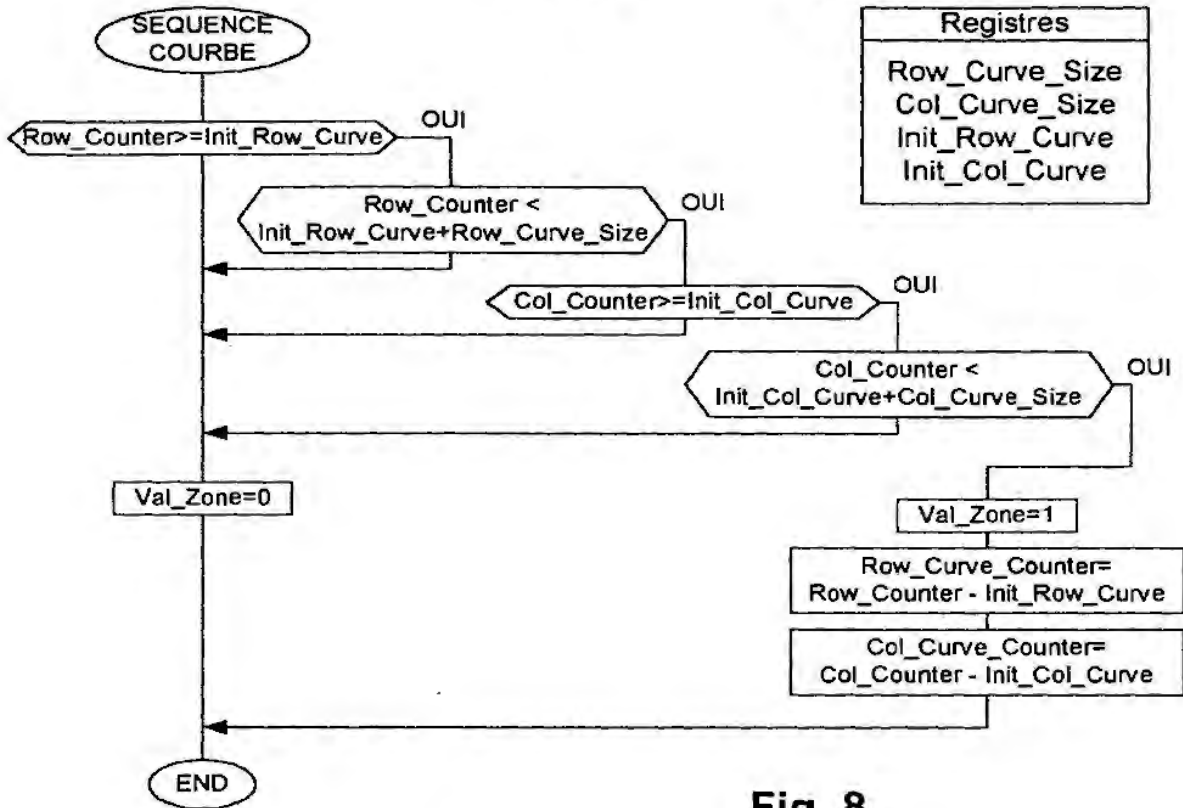 SEQUENCE
COURBE
Registres
Row_Curve_Size
Col_Curve_Size
Init_Row_Curve
Init_Col_Curve
Row_Counter>=Init_Row_Curve
OUI
Row_Counter <
Init_Row_Curve+Row_Curve_Size
OUI
Col_Counter>=Init_Col_Curve
OUI
Col_Counter <
Init_Col_Curve+Col_Curve_Size
OUI
Val_Zone=0
Val_Zone=1
Row_Curve_Counter=
Row_Counter - Init_Row_Curve
Col_Curve_Counter=
Col_Counter - Init_Col_Curve
END
Fig. 8